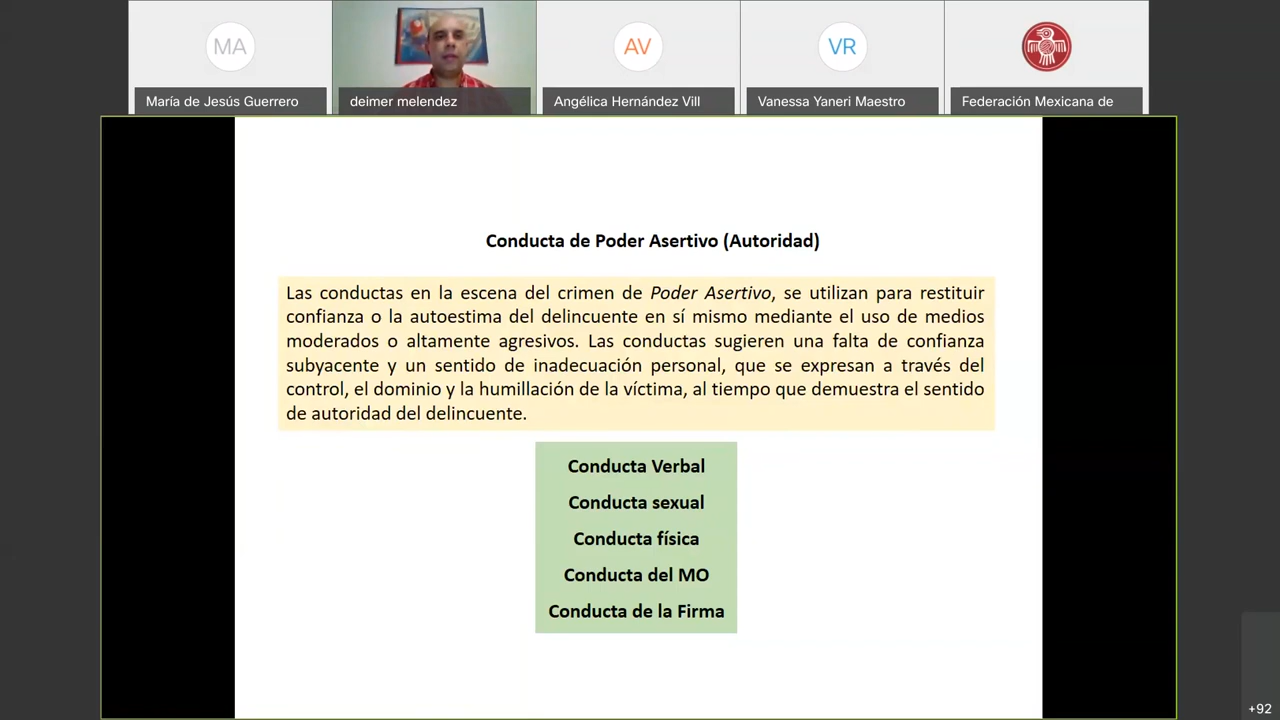 MA
AV
VR
María de Jesús Guerrero
deimer melendez
Angélica Hernández Vill
Vanessa Yaneri Maestro
Federación Mexicana de
Conducta de Poder Asertivo (Autoridad)
Las conductas en la escena del crimen de Poder Asertivo, se utilizan para restituir
confianza o la autoestima del delincuente en sí mismo mediante el uso de medios
moderados o altamente agresivos. Las conductas sugieren una falta de confianza
subyacente y un sentido de inadecuación personal, que se expresan a través del
control, el dominio y la humillación de la víctima, al tiempo que demuestra el sentido
de autoridad del delincuente.
Conducta Verbal
Conducta sexual
Conducta física
Conducta del MO
Conducta de la Firma
+92